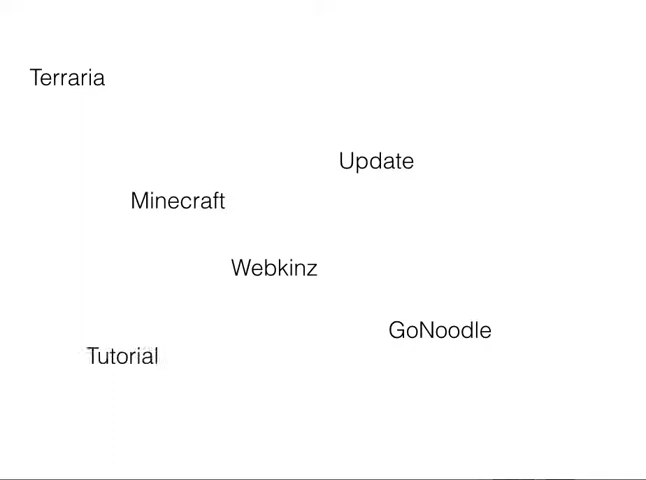 Terraria
Update
Minecraft
Webkinz
GoNoodle
Tutorial